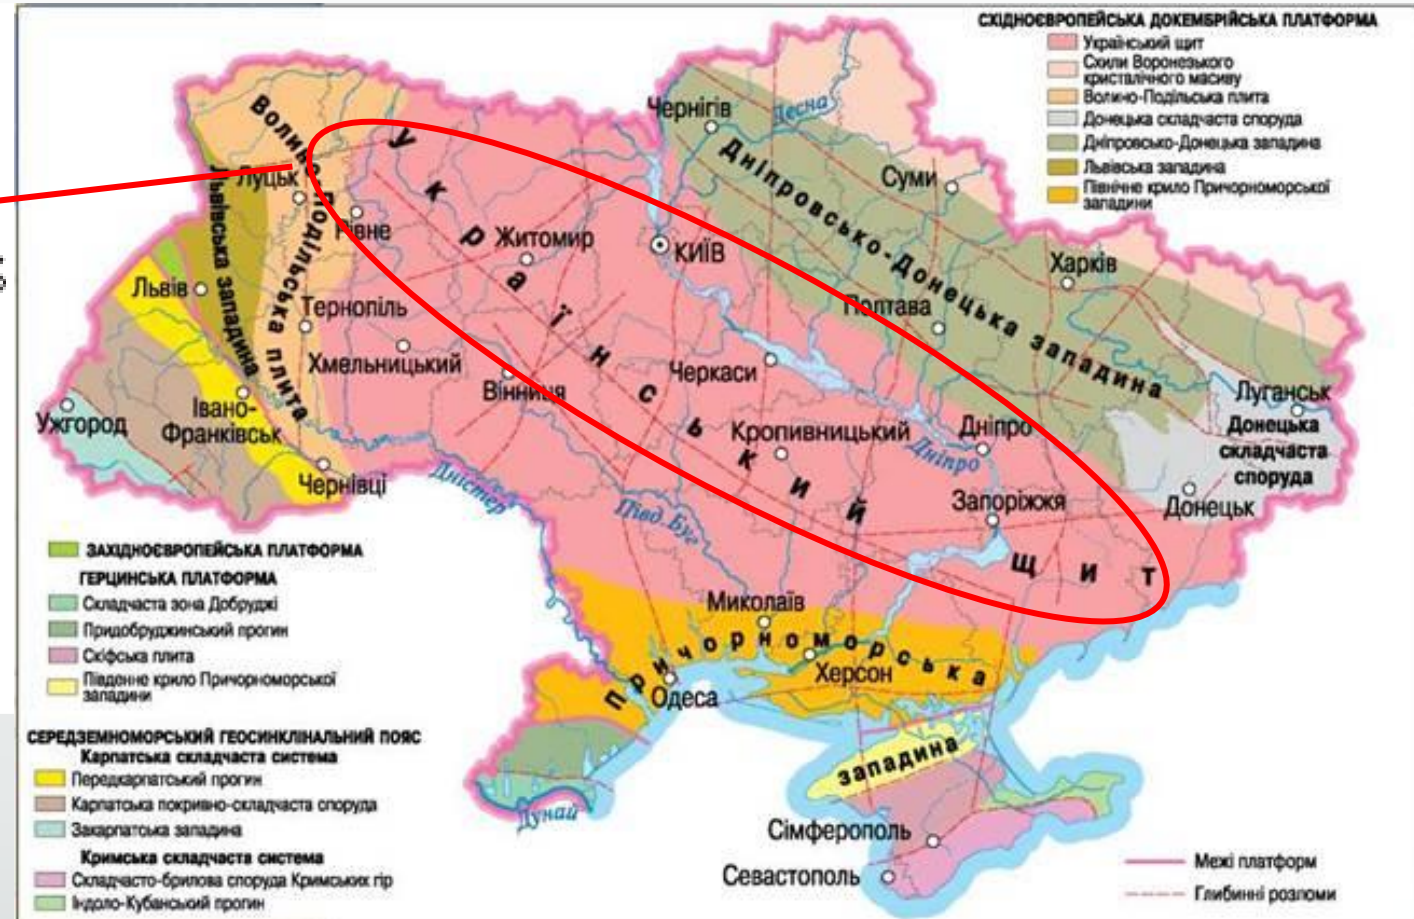 СХІДНОЄВРОПЕЙСЬКА ДОКЕМБРІЙСЬКА ПЛАТФОРМА
Український щит
Схили Воронезького
кристалічного масиву
Волино-Подільська плита
Донецька складчаста споруда
Дніпровсько-Донецька западина
Львівська западина
Північне крило Причорноморської
западини
Чернігів
Десна
Суми
Дніпровсько-Донецька западина
Волино-Подільська плита
Луцьк
Рівне
Український щит
Житомир
КИЇВ
Харків
Львівська западина
Львів
Тернопіль
Полтава
Хмельницький
Вінниця
Черкаси
Луганськ
Ужгород
Івано-
Франківськ
Кропивницький
Дніпро
Дніпро
Донецька
складчаста
споруда
Чернівці
Дністер
Півд. Буг
Запоріжжя
Донецьк
Миколаїв
Причорноморська
Херсон
Одеса
западина
Дунай
Сімферополь
Севастополь
ЗАХІДНОЄВРОПЕЙСЬКА ПЛАТФОРМА
ГЕРЦИНСЬКА ПЛАТФОРМА
Складчаста зона Добруджі
Придобруджинський прогин
Скіфська плита
Південне крило Причорноморської
западини
СЕРЕДЗЕМНОМОРСЬКИЙ ГЕОСИНКЛІНАЛЬНИЙ ПОЯС
Карпатська складчаста система
Передкарпатський прогин
Карпатська покривно-складчаста споруда
Закарпатська западина
Кримська складчаста система
Складчасто-брилова споруда Кримських гір
Індоло-Кубанський прогин
Межі платформ
Глибинні розломи